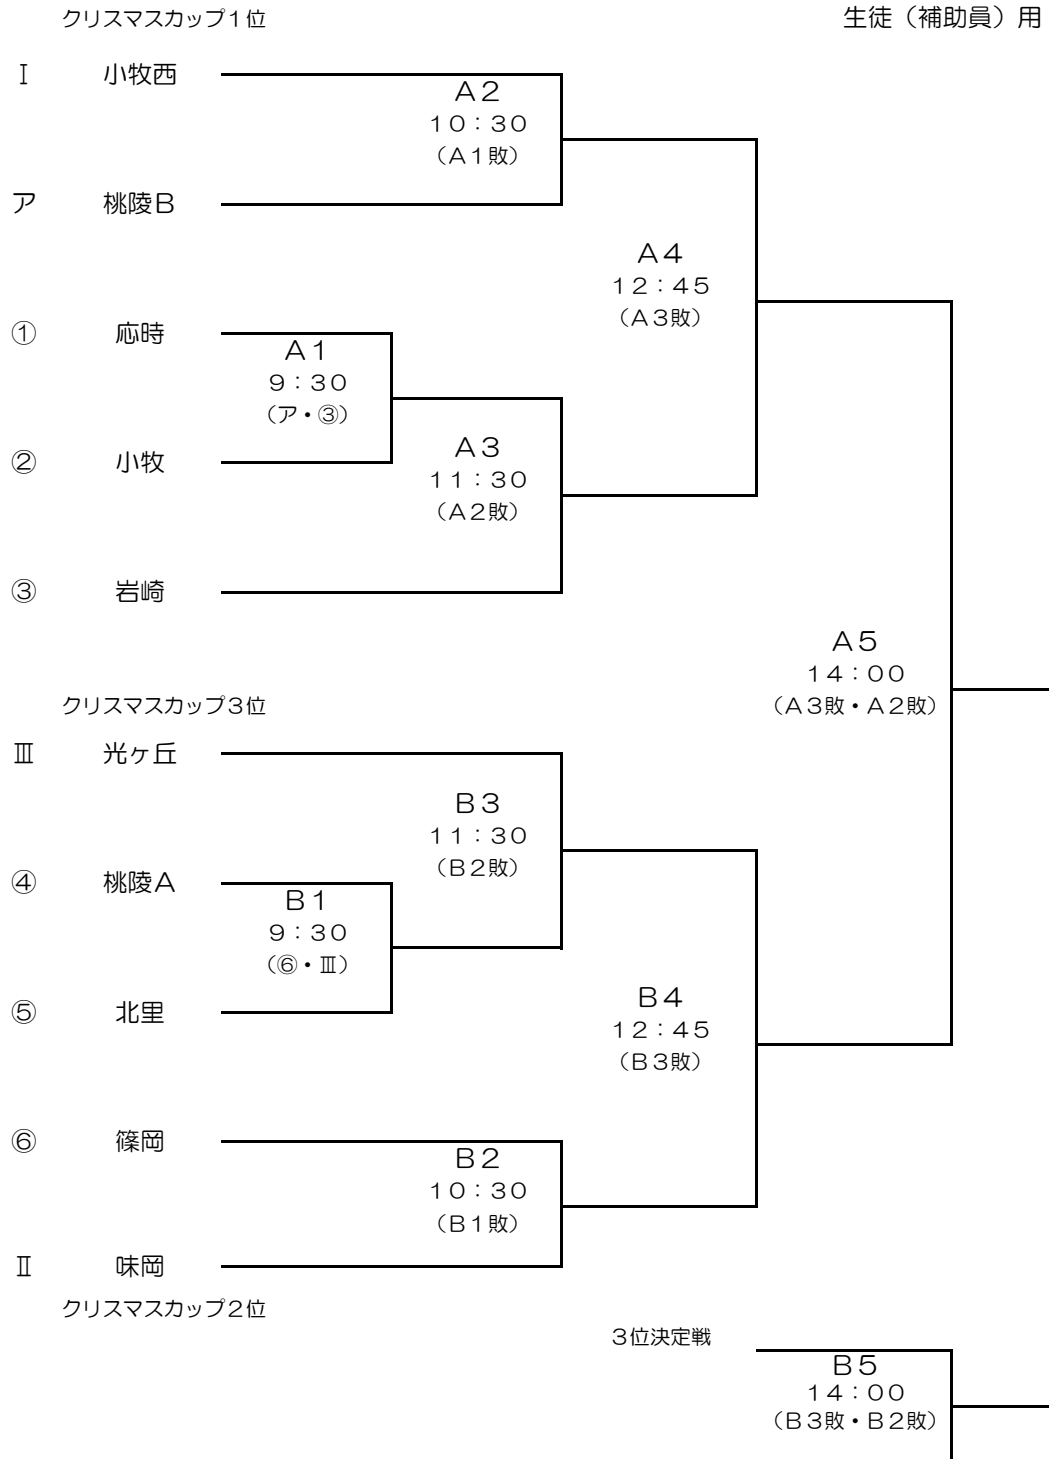 クリスマスカップ１位
生徒（補助員）用
Ⅰ 小牧西
Ａ２
１０：３０
（Ａ１敗）
ア 桃陵Ｂ
Ａ４
１２：４５
（Ａ３敗）
① 応時
Ａ１
９：３０
（ア・③）
② 小牧
Ａ３
１１：３０
（Ａ２敗）
③ 岩崎
Ａ５
１４：００
（Ａ３敗・Ａ２敗）
クリスマスカップ３位
Ⅲ 光ヶ丘
Ｂ３
１１：３０
（Ｂ２敗）
④ 桃陵Ａ
Ｂ１
９：３０
（⑥・Ⅲ）
⑤ 北里
Ｂ４
１２：４５
（Ｂ３敗）
⑥ 篠岡
Ｂ２
１０：３０
（Ｂ１敗）
Ⅱ 味岡
クリスマスカップ２位
３位決定戦
Ｂ５
１４：００
（Ｂ３敗・Ｂ２敗）